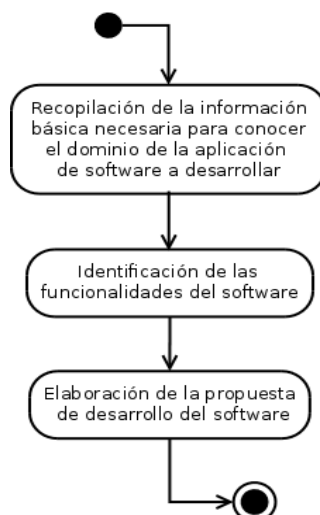 Recopilación de la información
básica necesaria para conocer
el dominio de la aplicación
de software a desarrollar
Identificación de las
funcionalidades del software
Elaboración de la propuesta
de desarrollo del software